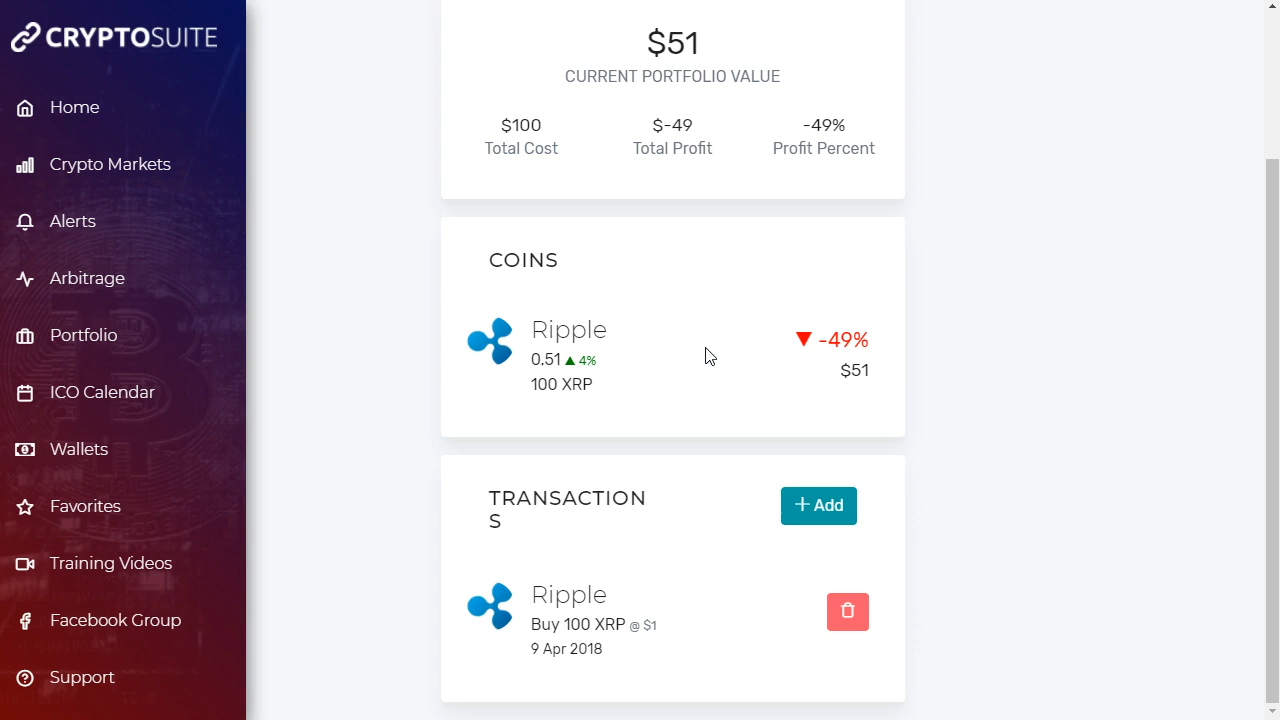 CRYPTOSUITE
Home
Crypto Markets
Alerts
Arbitrage
Portfolio
ICO Calendar
Wallets
Favorites
Training Videos
Facebook Group
Support
$51
CURRENT PORTFOLIO VALUE
$100 $-49 -49%
Total Cost Total Profit Profit Percent
COINS
Ripple
0.51 ▲ 4%
100 XRP
▼ -49%
$51
TRANSACTION
S
+ Add
Ripple
Buy 100 XRP @ $1
9 Apr 2018